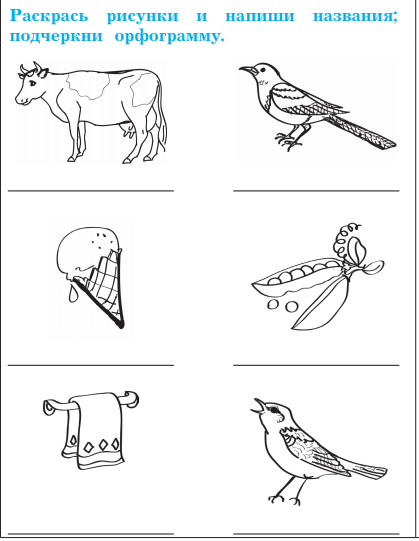 Раскрась рисунки и напиши названия;
подчеркни орфограмму.